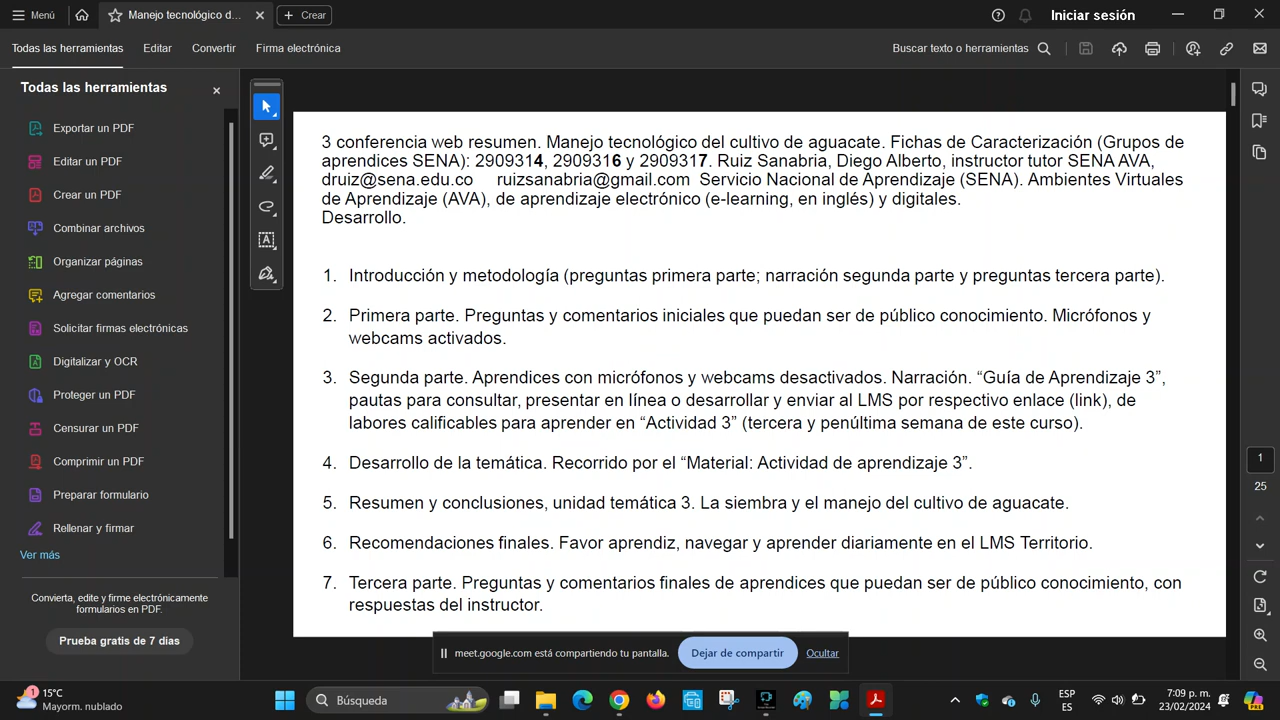 Menú
Manejo tecnológico d...
Crear
Iniciar sesión
Todas las herramientas
Editar
Convertir
Firma electrónica
Buscar texto o herramientas
Todas las herramientas
Exportar un PDF
Editar un PDF
Crear un PDF
Combinar archivos
Organizar páginas
Agregar comentarios
Solicitar firmas electrónicas
Digitalizar y OCR
Proteger un PDF
Censurar un PDF
Comprimir un PDF
Preparar formulario
Rellenar y firmar
Ver más
Convierta, edite y firme electrónicamente
formularios en PDF.
Prueba gratis de 7 días
3 conferencia web resumen. Manejo tecnológico del cultivo de aguacate. Fichas de Caracterización (Grupos de
aprendices SENA): 2909314, 2909316 y 2909317. Ruiz Sanabria, Diego Alberto, instructor tutor SENA AVA,
druiz@sena.edu.co ruizsanabria@gmail.com Servicio Nacional de Aprendizaje (SENA). Ambientes Virtuales
de Aprendizaje (AVA), de aprendizaje electrónico (e-learning, en inglés) y digitales.
Desarrollo.
1. Introducción y metodología (preguntas primera parte; narración segunda parte y preguntas tercera parte).
2. Primera parte. Preguntas y comentarios iniciales que puedan ser de público conocimiento. Micrófonos y
webcams activados.
3. Segunda parte. Aprendices con micrófonos y webcams desactivados. Narración. “Guía de Aprendizaje 3”,
pautas para consultar, presentar en línea o desarrollar y enviar al LMS por respectivo enlace (link), de
labores calificables para aprender en “Actividad 3” (tercera y penúltima semana de este curso).
4. Desarrollo de la temática. Recorrido por el “Material: Actividad de aprendizaje 3”.
5. Resumen y conclusiones, unidad temática 3. La siembra y el manejo del cultivo de aguacate.
6. Recomendaciones finales. Favor aprendiz, navegar y aprender diariamente en el LMS Territorio.
7. Tercera parte. Preguntas y comentarios finales de aprendices que puedan ser de público conocimiento, con
respuestas del instructor.
1
25
meet.google.com está compartiendo tu pantalla.
Dejar de compartir
Ocultar
1
15°C
Mayorm. nublado
Búsqueda
ESP
ES
7:09 p. m.
23/02/2024